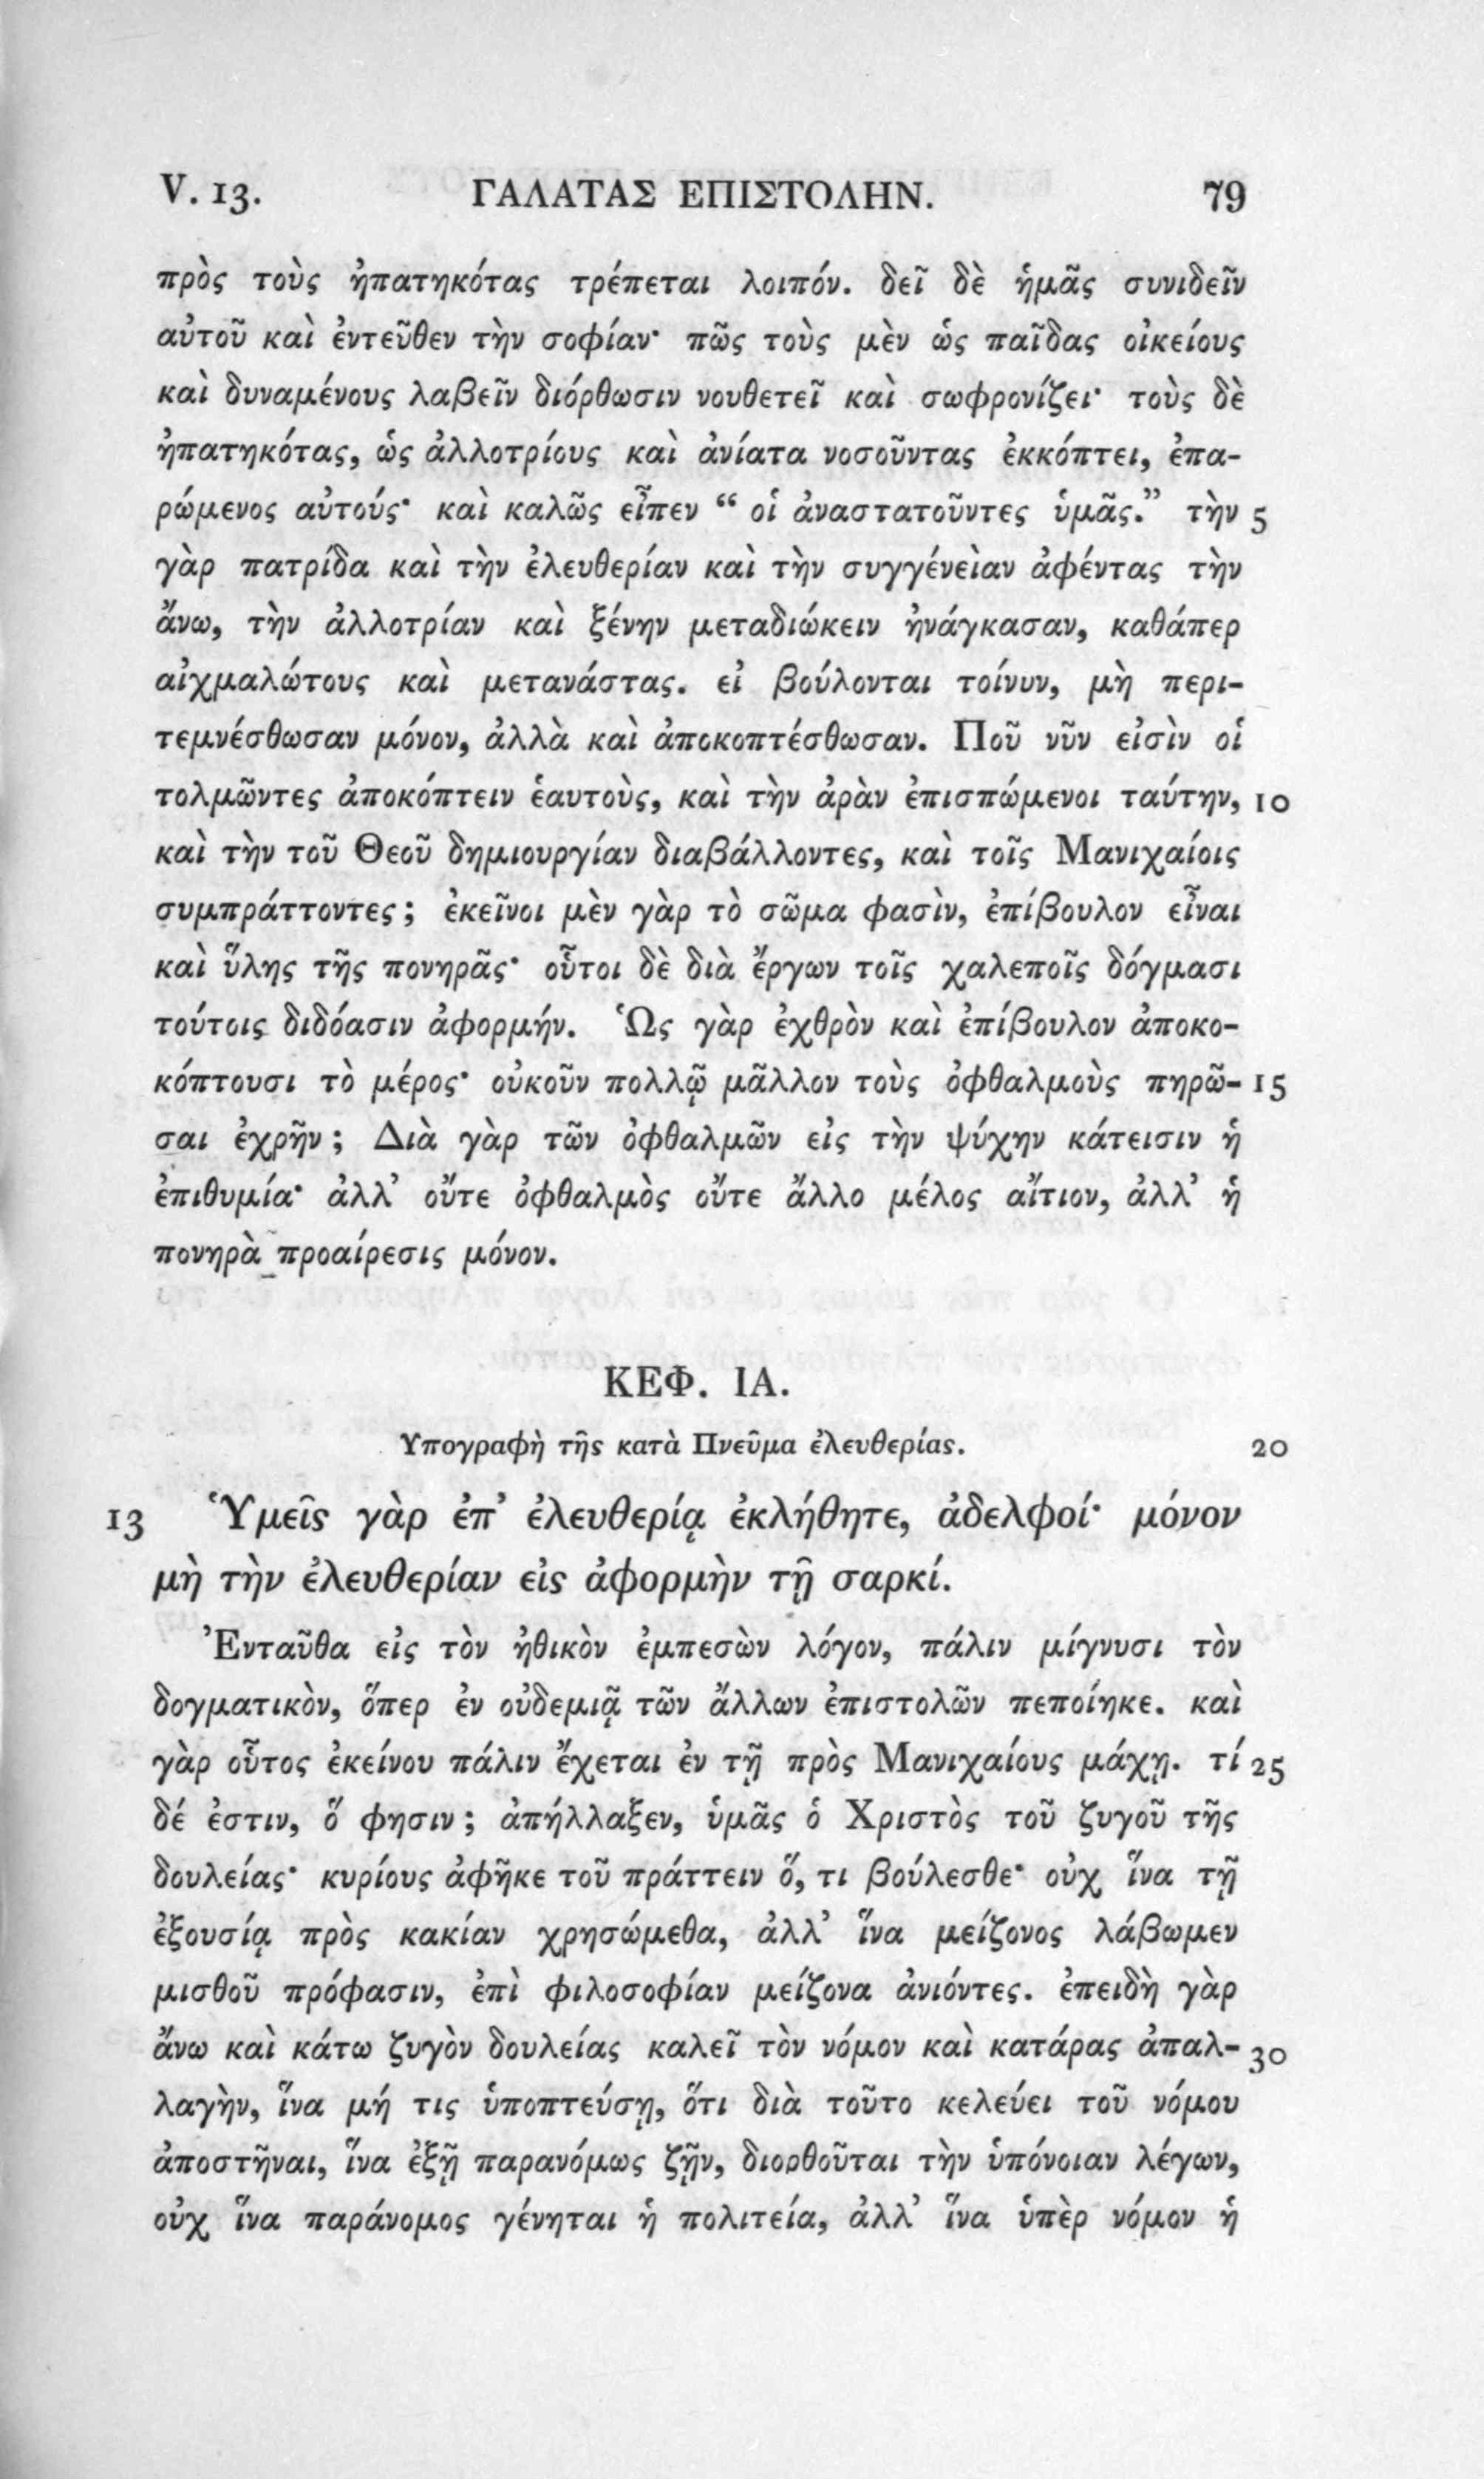 V. 13. ΓΑΛΑΤΑΣ ΕΠΙΣΤΟΛΗΝ. 79
πρὸς τοὺς ἠπατηκότας τρέπεται λοιπόν. δεῖ δὲ ἡμᾶς συνιδεῖν
αὐτοῦ καὶ ἐντεῦθεν τὴν σοφίαν· πῶς τοὺς μὲν ὡς παῖδας οἰκείους
καὶ δυναμένους λαβεῖν διόρθωσιν νουθετεῖ καὶ σωφρονίζει· τοὺς δὲ
ἠπατηκότας, ὡς ἀλλοτρίους καὶ ἀνίατα νοσοῦντας ἐκκόπτει, ἐπα-
ρώμενος αὐτούς· καὶ καλῶς εἶπεν “ οἱ ἀναστατοῦντες ὑμᾶς.” τὴν 5
γὰρ πατρίδα καὶ τὴν ἐλευθερίαν καὶ τὴν συγγένεὶαν ἀφέντας τὴν
ἄνω, τὴν ἀλλοτρίαν καὶ ξένην μεταδιώκειν ἠνάγκασαν, καθάπερ
αἰχμαλώτους καὶ μετανάστας. εἰ βούλονται τοίνυν, μὴ περι-
τεμνέσθωσαν μόνον, ἀλλὰ καὶ ἀποκοπτέσθωσαν. Ποῦ νῦν εἰσὶν οἱ
τολμῶντες ἀποκόπτειν ἑαυτοὺς, καὶ τὴν ἀρὰν ἐπισπώμενοι ταύτην, 10
καὶ τὴν τοῦ Θεοῦ δημιουργίαν διαβάλλοντες, καὶ τοῖς Μανιχαίοις
συμπράττοντες ; ἐκεῖνοι μὲν γὰρ τὸ σῶμα φασὶν, ἐπίβουλον εἶναι
καὶ ὕλης τῆς πονηρᾶς· οὗτοι δὲ διὰ ἔργων τοῖς χαλεποῖς δόγμασι
τούτοις διδόασιν ἀφορμήν. Ὡς γὰρ ἐχθρὸν καὶ ἐπίβουλον ἀποκο-
κόπτουσι τὸ μέρος· οὐκοῦν πολλῷ μᾶλλον τοὺς ὀφθαλμοὺς πηρῶ- 15
σαι ἐχρῆν ; Διὰ γὰρ τῶν ὀφθαλμῶν εἰς τὴν ψύχην κάτεισιν ἡ
ἐπιθυμία· ἀλλ’ οὔτε ὀφθαλμὸς οὔτε ἄλλο μέλος αἴτιον, ἀλλ’ ἡ
πονηρὰ προαίρεσις μόνον.
ΚΕΦ. ΙΑ.
Υπογραφὴ τῆς κατὰ Πνεῦμα ἐλευθερίας. 20
13 Ὑμεῖς γὰρ ἐπ’ ἐλευθερίᾳ ἐκλήθητε, ἀδελφοί· μόνον
μὴ τὴν ἐλευθερίαν εἰς ἀφορμὴν τῇ σαρκί.
Ἐνταῦθα εἰς τὸν ἠθικὸν ἐμπεσὼν λόγον, πάλιν μίγνυσι τὸν
δογματικὸν, ὅπερ ἐν οὐδεμιᾷ τῶν ἄλλων ἐπιστολῶν πεποίηκε. καὶ
γὰρ οὗτος ἐκείνου πάλιν ἔχεται ἐν τῇ πρὸς Μανιχαίους μάχῃ. τί 25
δέ ἐστιν, ὅ φησιν ; ἀπήλλαξεν, ὑμᾶς ὁ Χριστὸς τοῦ ζυγοῦ τῆς
δουλείας· κυρίους ἀφῆκε τοῦ πράττειν ὅ, τι βούλεσθε· οὐχ ἵνα τῇ
ἐξουσίᾳ πρὸς κακίαν χρησώμεθα, ἀλλ’ ἵνα μείζονος λάβωμεν
μισθοῦ πρόφασιν, ἐπὶ φιλοσοφίαν μείζονα ἀνιόντες. ἐπειδὴ γὰρ
ἄνω καὶ κάτω ζυγὸν δουλείας καλεῖ τὸν νόμον καὶ κατάρας ἀπαλ- 30
λαγὴν, ἵνα μή τις ὑποπτεύσῃ, ὅτι διὰ τοῦτο κελεύει τοῦ νόμου
ἀποστῆναι, ἵνα ἐξῇ παρανόμως ζῇν, διορθοῦται τὴν ὑπόνοιαν λέγων,
οὐχ ἵνα παράνομος γένηται ἡ πολιτεία, ἀλλ’ ἵνα ὑπὲρ νόμον ἡ